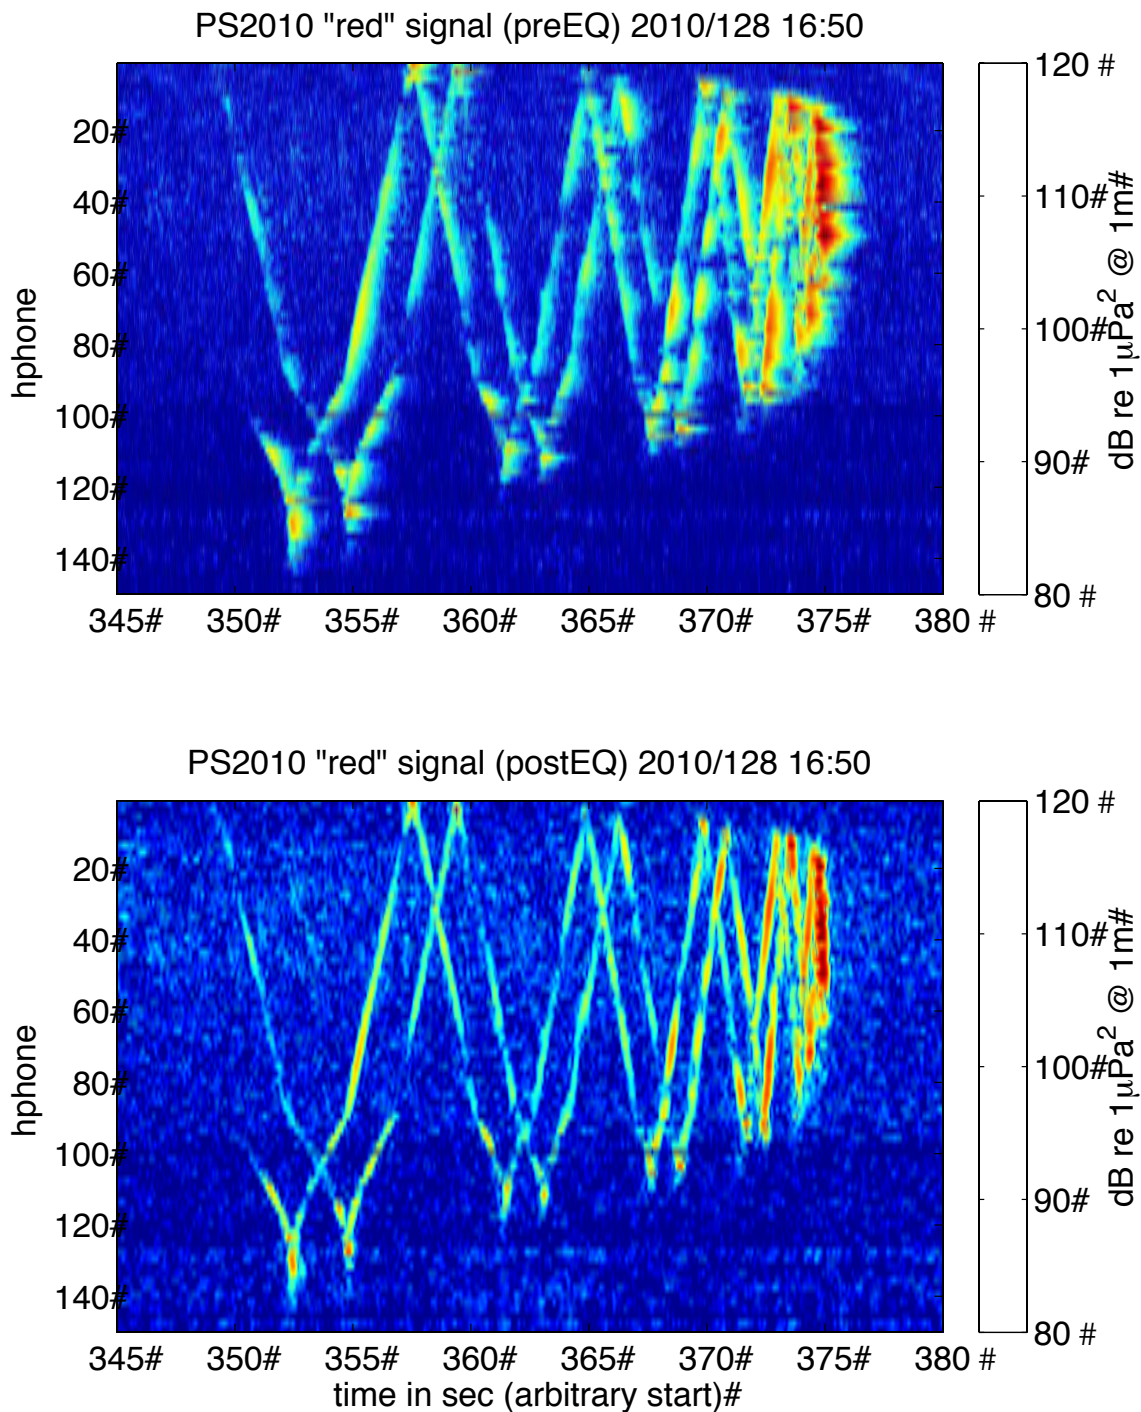 PS2010 "red" signal (preEQ) 2010/128 16:50
hphone
20#
40#
60#
80#
100#
120#
140#
345# 350# 355# 360# 365# 370# 375# 380 #
120 #
110#
100#
90#
80 #
dB re 1μPa² @ 1m#
PS2010 "red" signal (postEQ) 2010/128 16:50
hphone
20#
40#
60#
80#
100#
120#
140#
345# 350# 355# 360# 365# 370# 375# 380 #
time in sec (arbitrary start)#
120 #
110#
100#
90#
80 #
dB re 1μPa² @ 1m#